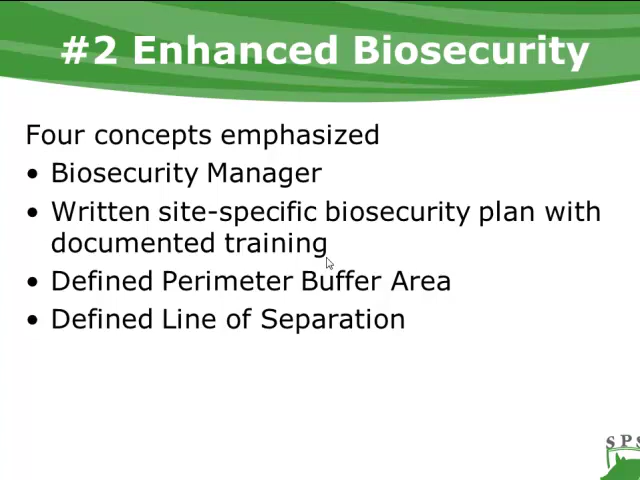 #2 Enhanced Biosecurity
Four concepts emphasized
• Biosecurity Manager
• Written site-specific biosecurity plan with
documented training
• Defined Perimeter Buffer Area
• Defined Line of Separation
SPS